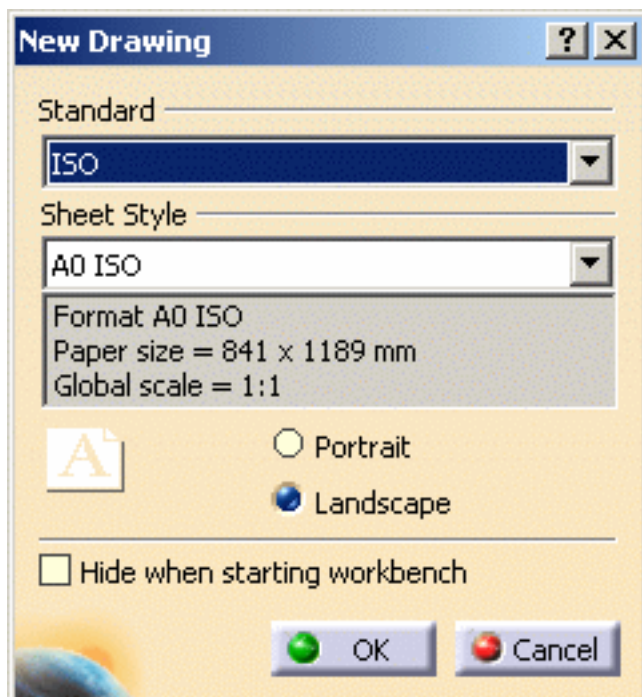 New Drawing
Standard
ISO
Sheet Style
A0 ISO
Format A0 ISO
Paper size = 841 x 1189 mm
Global scale = 1:1
A
Portrait
Landscape
Hide when starting workbench
OK
Cancel